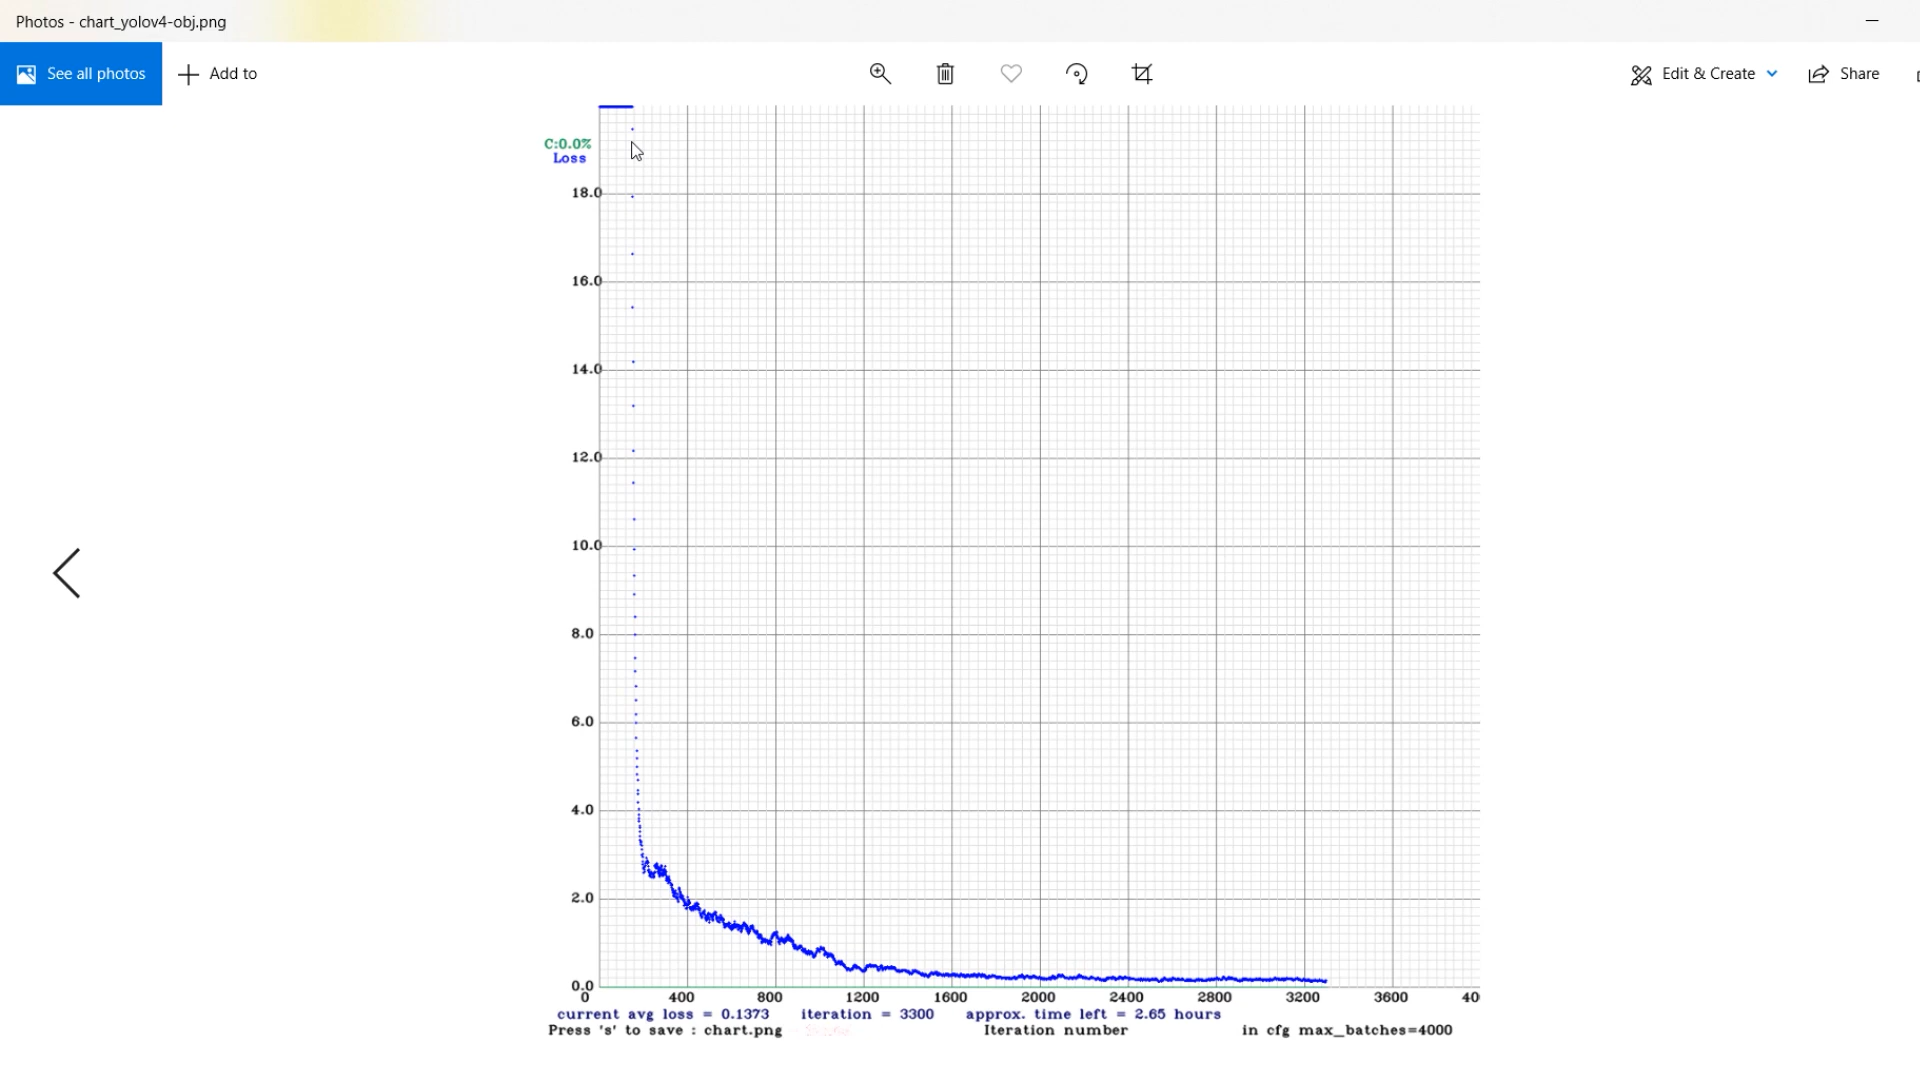 Photos - chart_yolov4-obj.png
See all photos
Add to
Edit & Create
Share
C:0.0%
Loss
18.0
16.0
14.0
12.0
10.0
8.0
6.0
4.0
2.0
0.0
0 400 800 1200 1600 2000 2400 2800 3200 3600 40
current avg loss = 0.1373 iteration = 3300 approx. time left = 2.65 hours
Press 's' to save : chart.png Iteration number in cfg max_batches=4000